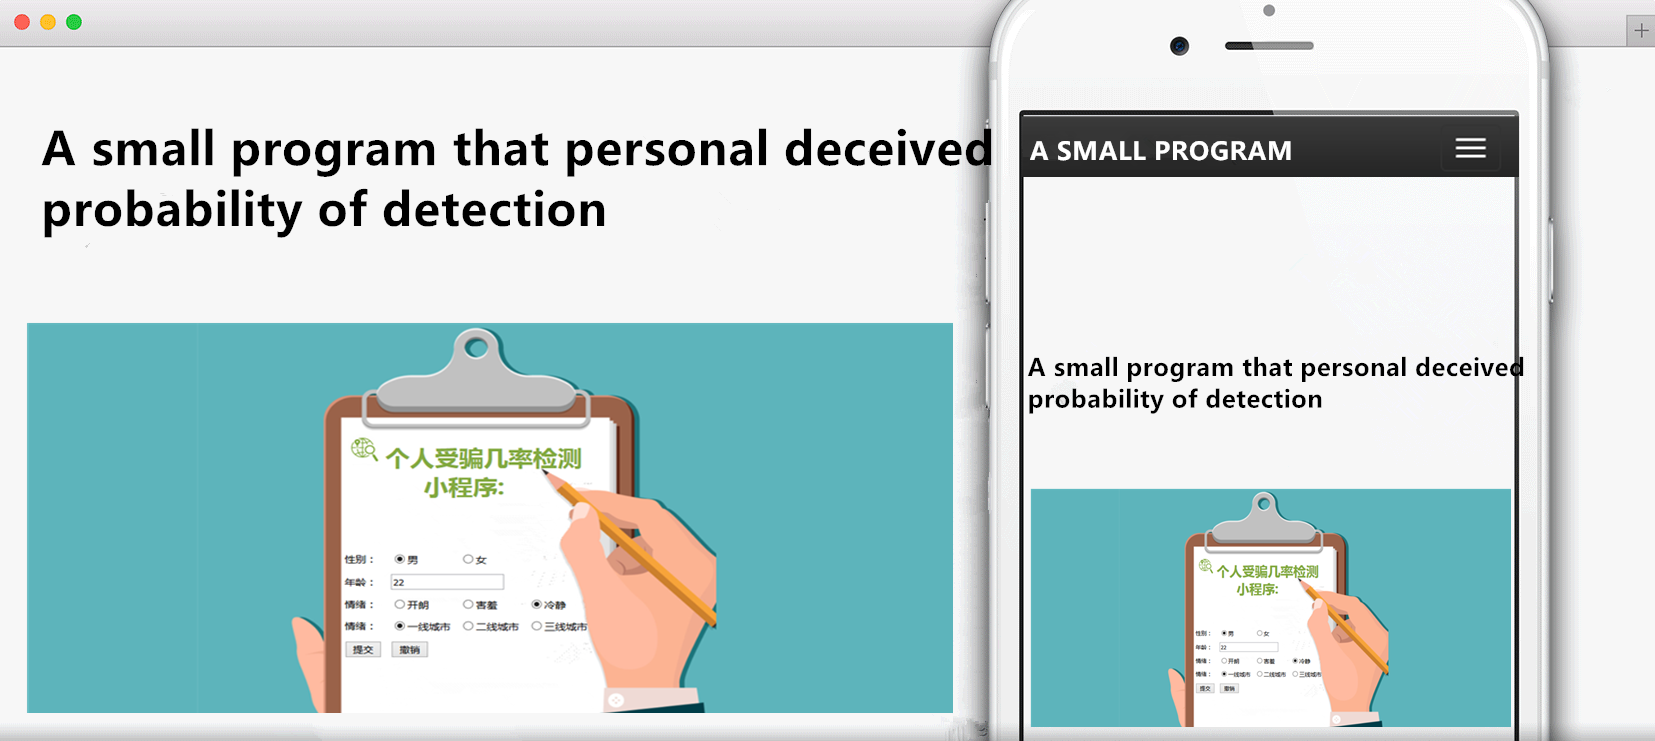 A small program that personal deceived
probability of detection
个人受骗几率检测
小程序:
性别： 男 女
年龄： 22
情绪： 开朗 害羞 冷静
情绪： 一线城市 二线城市 三线城市
提交 撤销
A SMALL PROGRAM
A small program that personal deceived
probability of detection
个人受骗几率检测
小程序:
性别： 男 女
年龄： 22
情绪： 开朗 害羞 冷静
情绪： 一线城市 二线城市 三线城市
提交 撤销